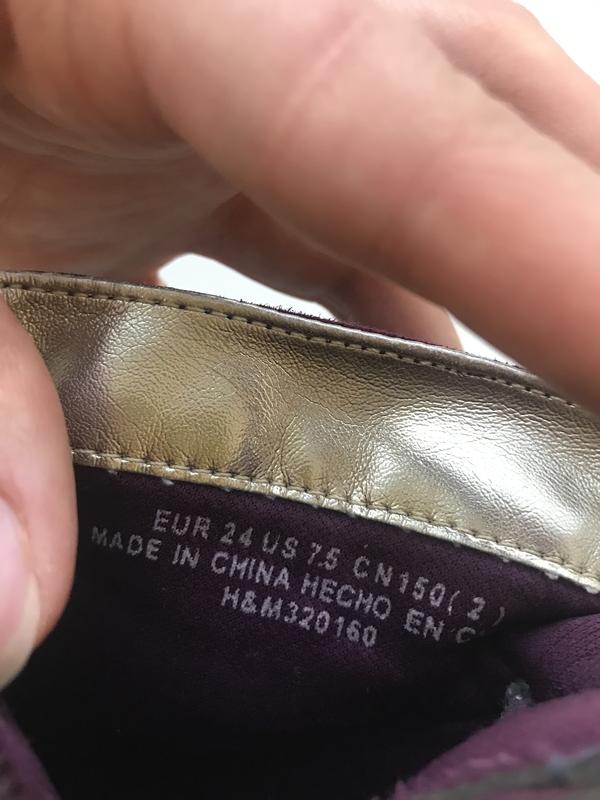 EUR 24 US 7.5 CN150(2)
MADE IN CHINA HECHO EN
H&M320160